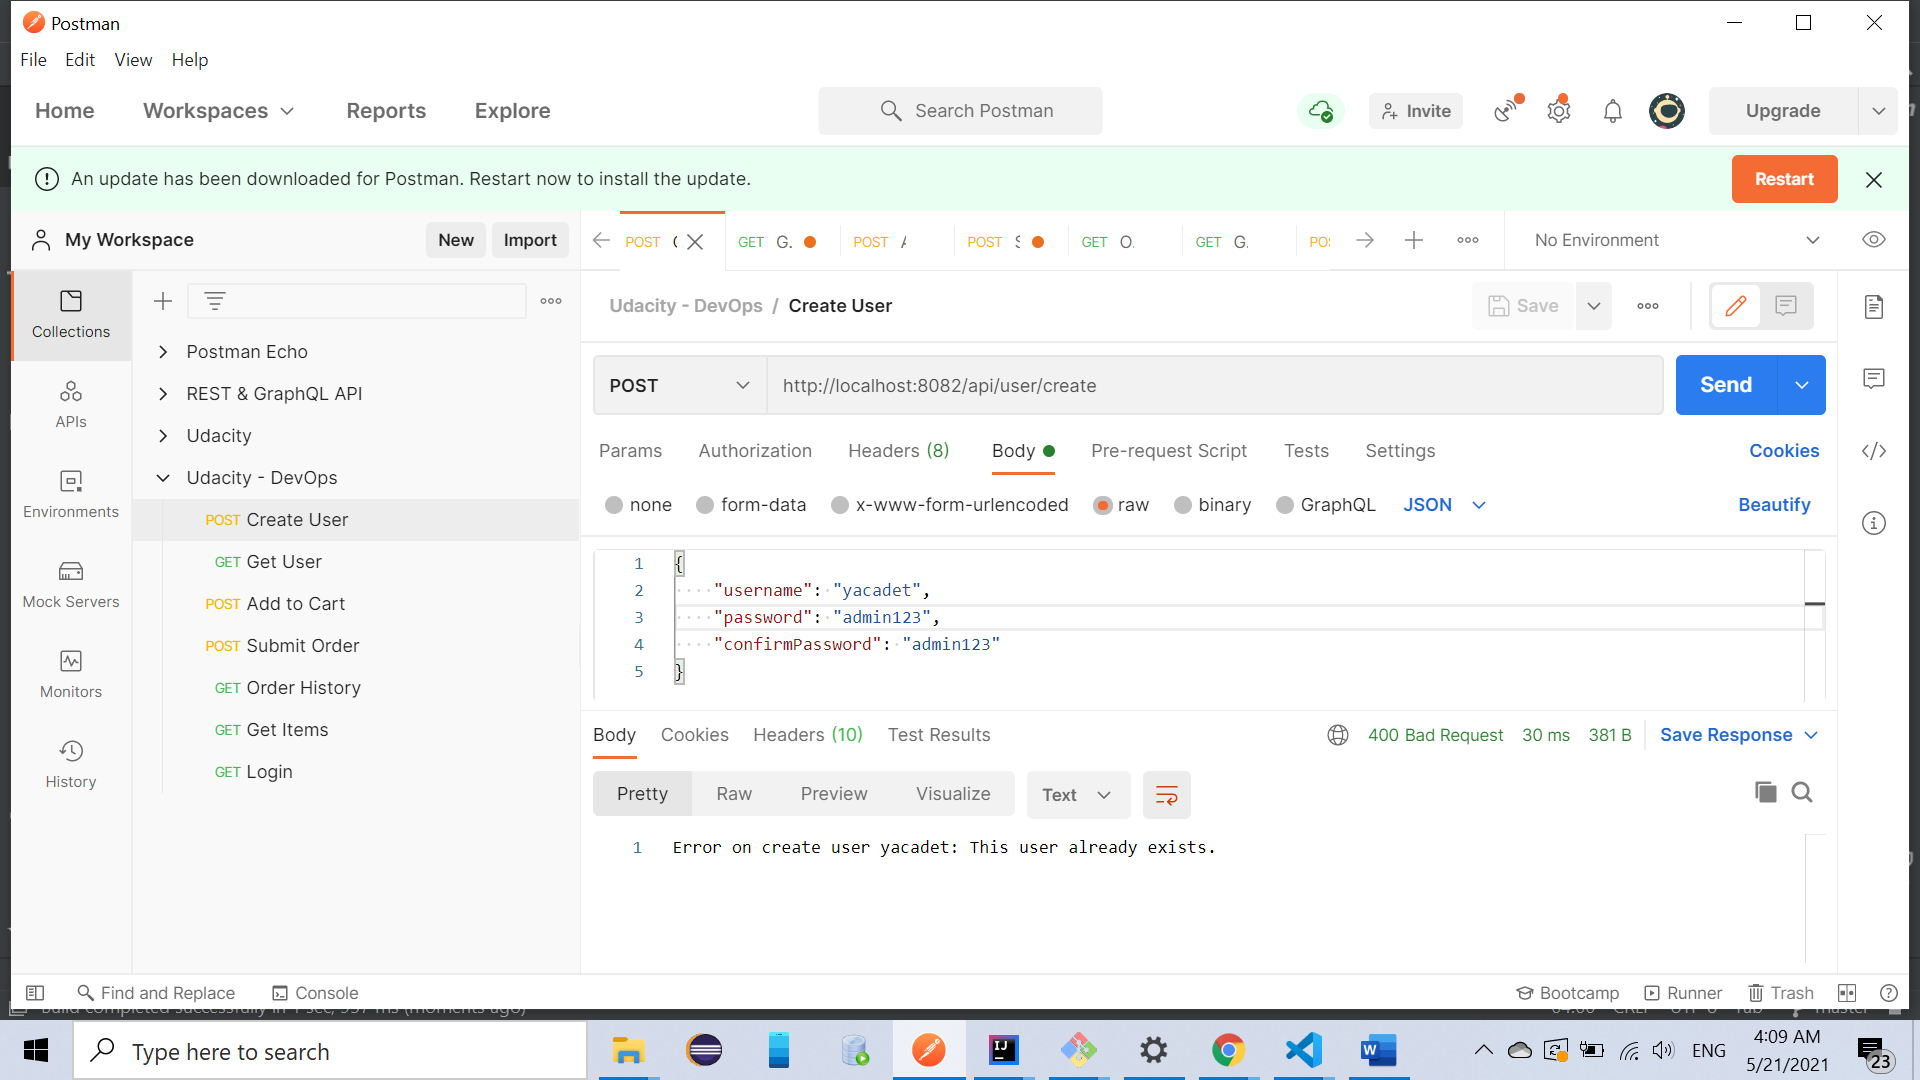 Postman
File Edit View Help
Home Workspaces Reports Explore Search Postman Invite Upgrade
An update has been downloaded for Postman. Restart now to install the update. Restart
My Workspace New Import POST GET G. POST POST GET O. GET G. No Environment
Collections
APIs
Environments
Mock Servers
Monitors
History
Postman Echo
REST & GraphQL API
Udacity
Udacity - DevOps
POST Create User
GET Get User
POST Add to Cart
POST Submit Order
GET Order History
GET Get Items
GET Login
Udacity - DevOps / Create User Save
POST http://localhost:8082/api/user/create Send
Params Authorization Headers (8) Body Pre-request Script Tests Settings Cookies
none form-data x-www-form-urlencoded raw binary GraphQL JSON Beautify
1 {
2 "username": "yacadet",
3 "password": "admin123",
4 "confirmPassword": "admin123"
5 }
Body Cookies Headers (10) Test Results 400 Bad Request 30 ms 381 B Save Response
Pretty Raw Preview Visualize Text
1 Error on create user yacadet: This user already exists.
Find and Replace Console Bootcamp Runner Trash
Type here to search ENG 4:09 AM
5/21/2021 23